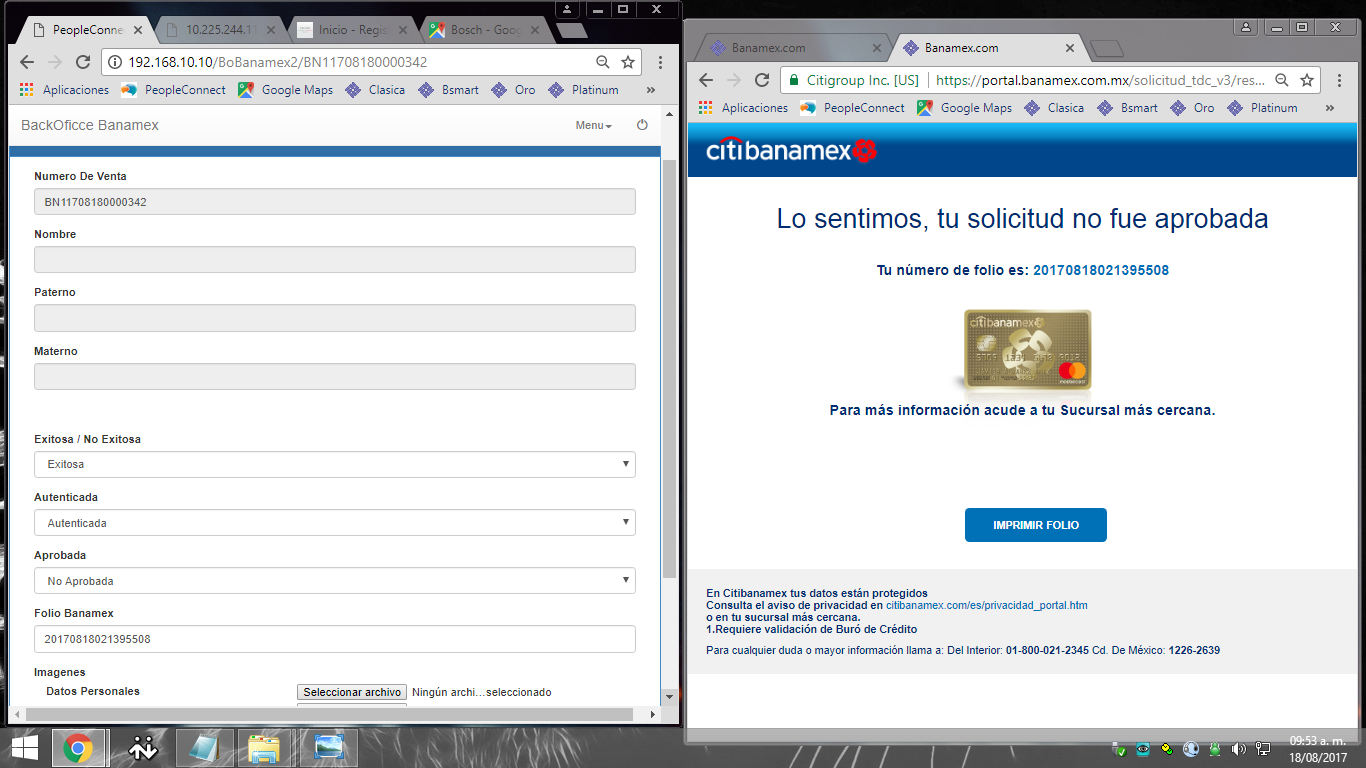 PeopleConne
10.225.244.1
Inicio - Regis
Bosch - Goog
192.168.10.10/BoBanamex2/BN11708180000342
Aplicaciones
PeopleConnect
Google Maps
Clasica
Bsmart
Oro
Platinum
»
BackOficce Banamex
Menu
Numero De Venta
BN11708180000342
Nombre
Paterno
Materno
Exitosa / No Exitosa
Exitosa
Autenticada
Autenticada
Aprobada
No Aprobada
Folio Banamex
20170818021395508
Imagenes
Datos Personales
Seleccionar archivo
Ningún archi...seleccionado
Banamex.com
Banamex.com
Citigroup Inc. [US]
https://portal.banamex.com.mx/solicitud_tdc_v3/res...
Aplicaciones
PeopleConnect
Google Maps
Clasica
Bsmart
Oro
Platinum
»
citibanamex
Lo sentimos, tu solicitud no fue aprobada
Tu número de folio es: 20170818021395508
citibanamex
Para más información acude a tu Sucursal más cercana.
IMPRIMIR FOLIO
En Citibanamex tus datos están protegidos
Consulta el aviso de privacidad en citibanamex.com/es/privacidad_portal.htm
o en tu sucursal más cercana.
1.Requiere validación de Buró de Crédito
Para cualquier duda o mayor información llama a: Del Interior: 01-800-021-2345 Cd. De México: 1226-2639
09:53 a. m.
18/08/2017